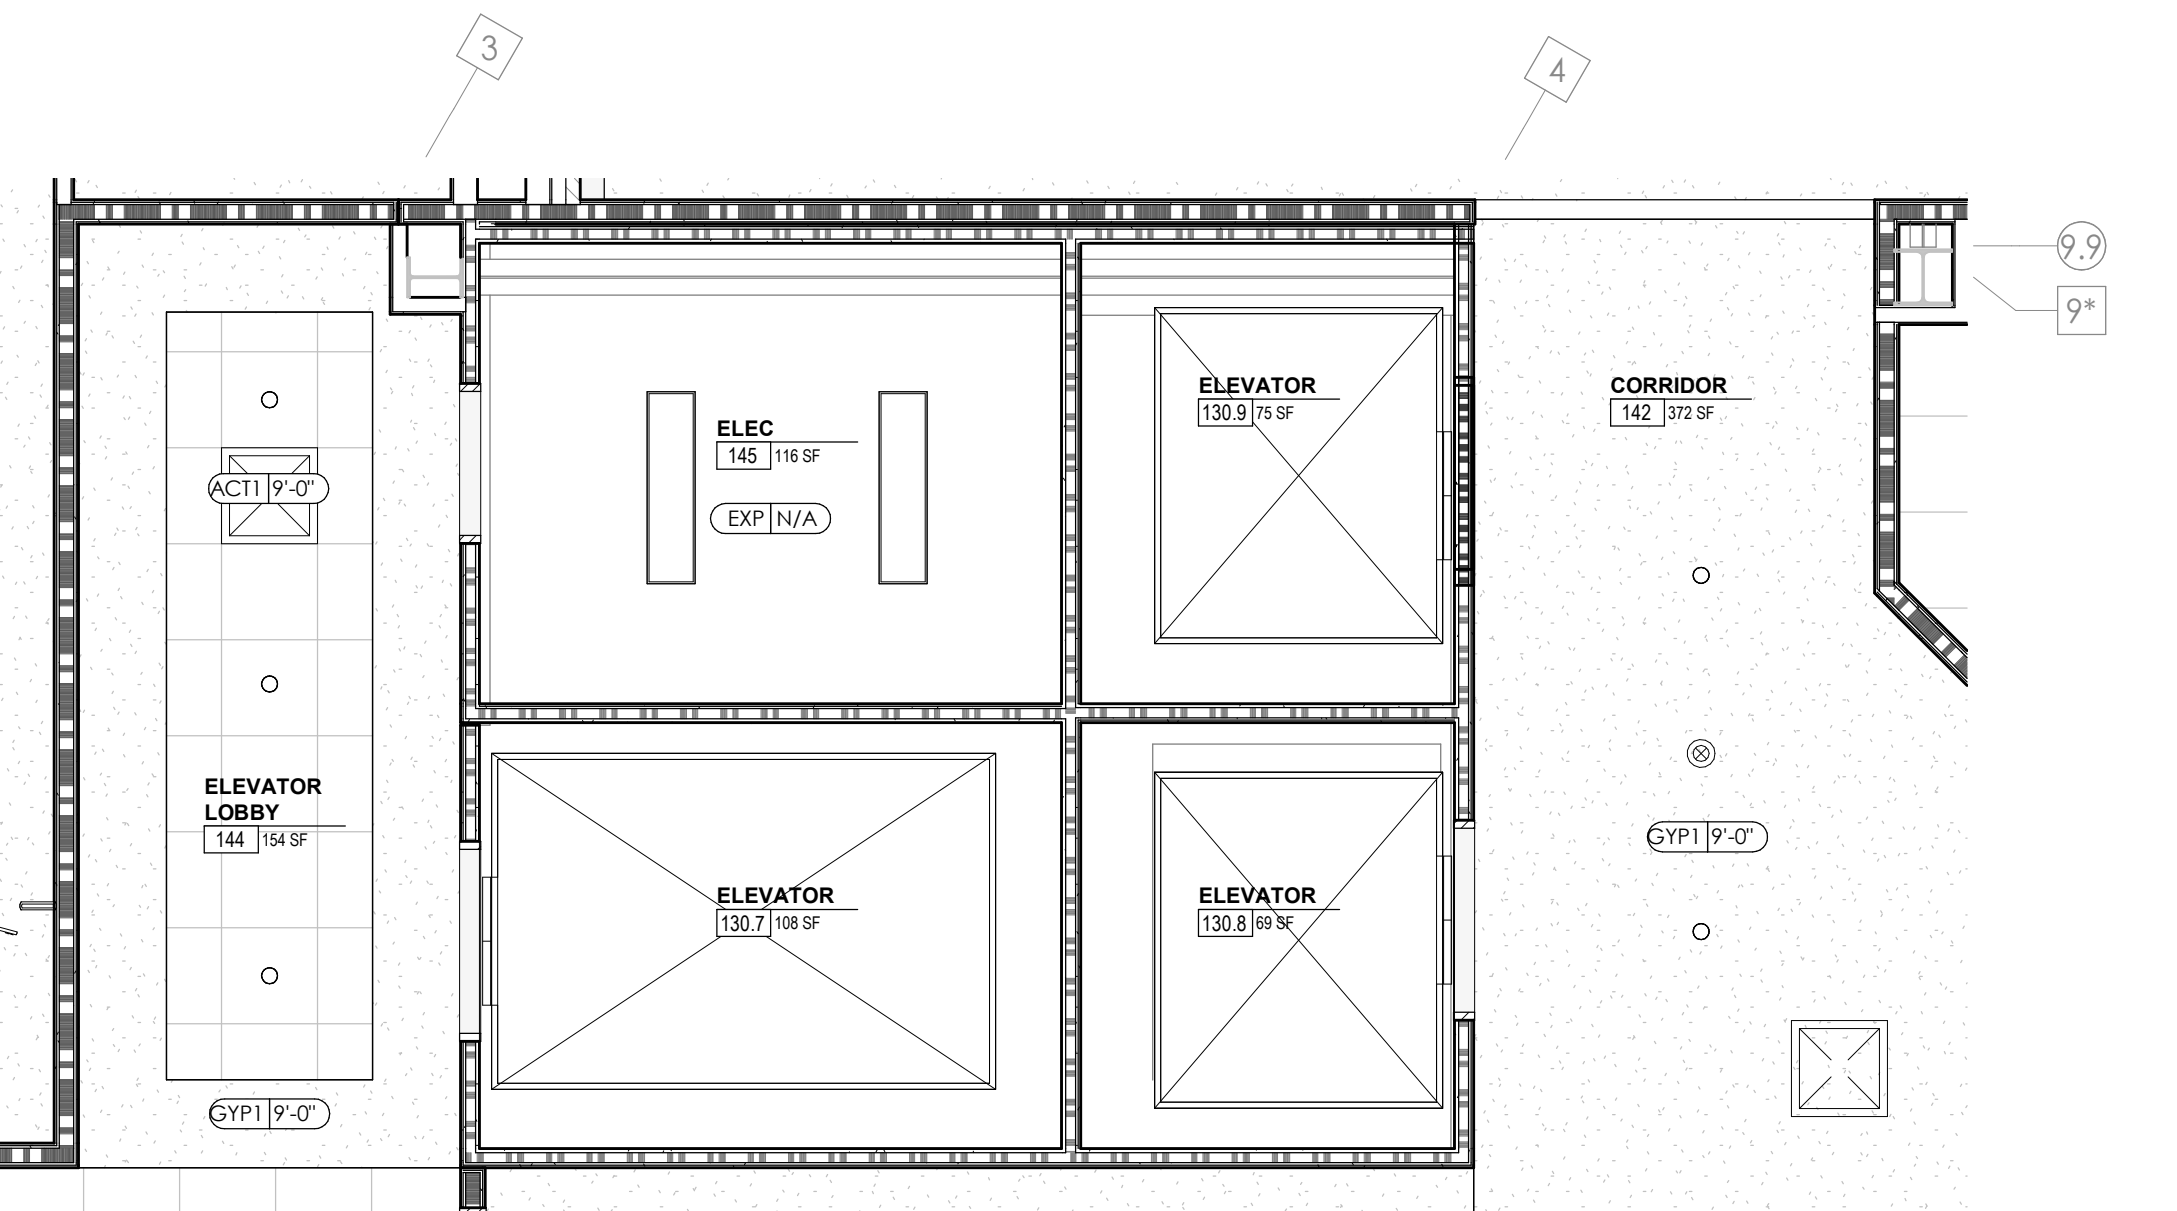 3
4
9.9
9*
ELEVATOR
130.9 75 SF
CORRIDOR
142 372 SF
ELEC
145 116 SF
ACT1 9'-0"
EXP N/A
ELEVATOR
LOBBY
144 154 SF
GYP1 9'-0"
ELEVATOR
130.7 108 SF
ELEVATOR
130.8 69 SF
GYP1 9'-0"